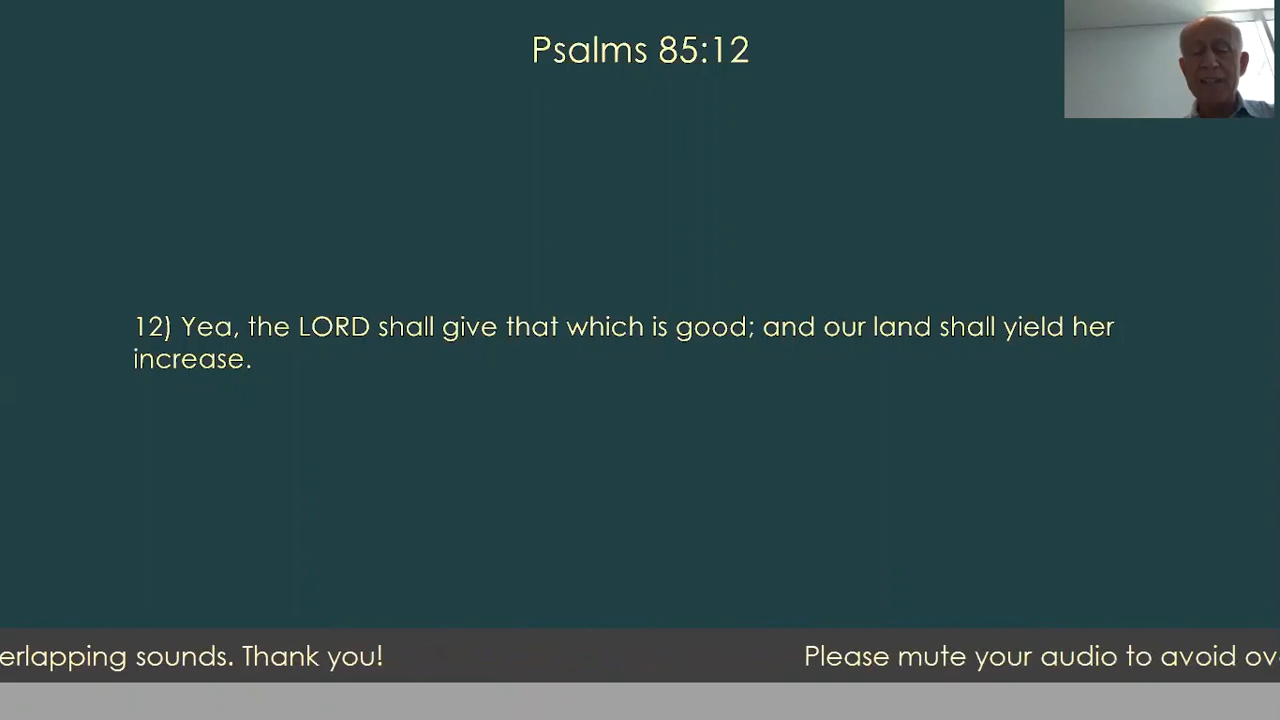 Psalms 85:12
12) Yea, the LORD shall give that which is good; and our land shall yield her
increase.
erlapping sounds. Thank you! Please mute your audio to avoid ov